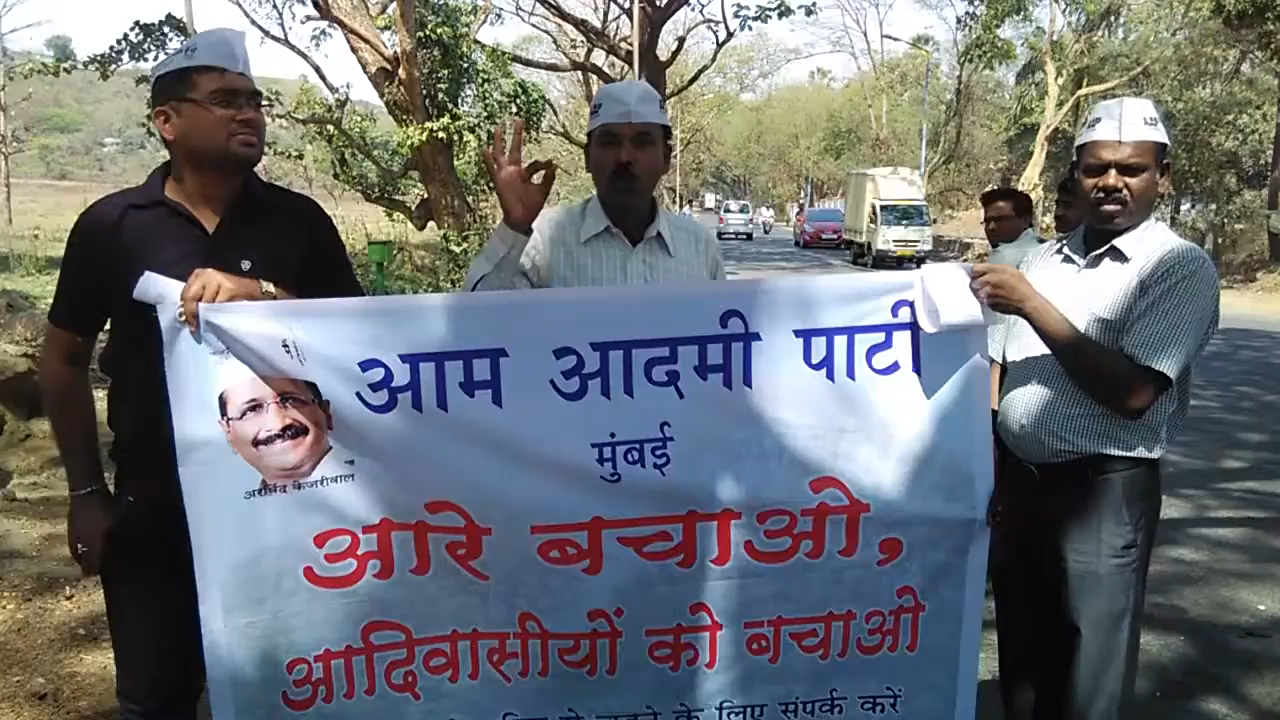 आम आदमी पार्टी
मुंबई
अरविंद केजरीवाल
आरे बचाओ,
आदिवासीयों को बचाओ
के लिए संपर्क करें